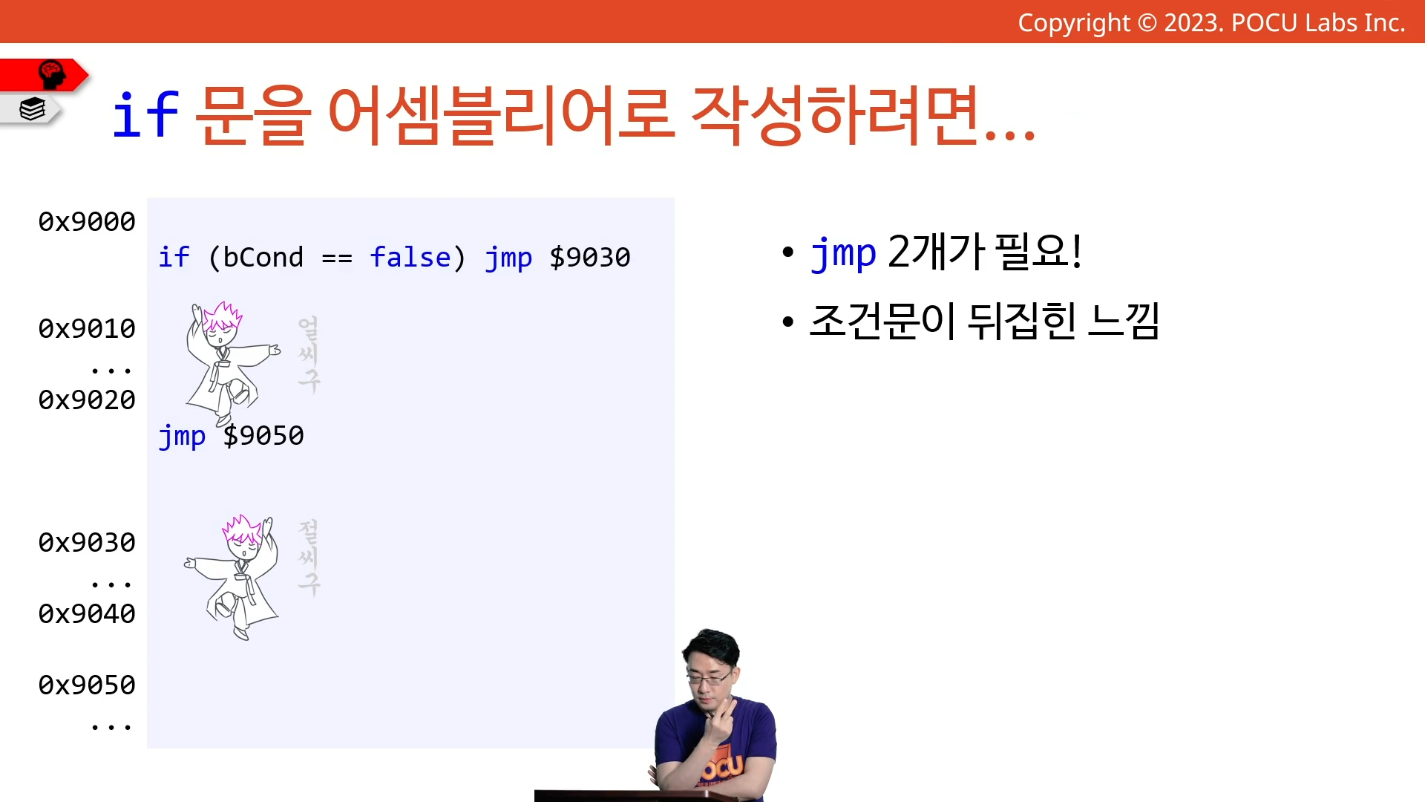 Copyright © 2023. POCU Labs Inc.
if 문을 어셈블리어로 작성하려면...
0x9000
if (bCond == false) jmp $9030
0x9010
...
0x9020
얼씨구
jmp $9050
0x9030
...
0x9040
절씨구
0x9050
...
• jmp 2개가 필요!
• 조건문이 뒤집힌 느낌
POCU